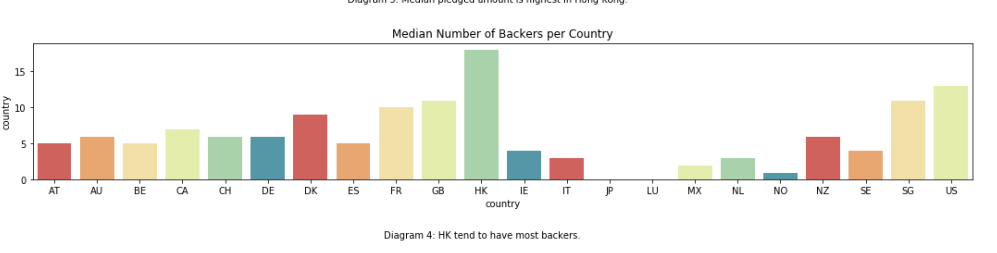 Diagram 3: Median pledged amount is highest in Hong Kong.
Median Number of Backers per Country
country
15
10
5
0
AT AU BE CA CH DE DK ES FR GB HK IE IT JP LU MX NL NO NZ SE SG US
country
Diagram 4: HK tend to have most backers.